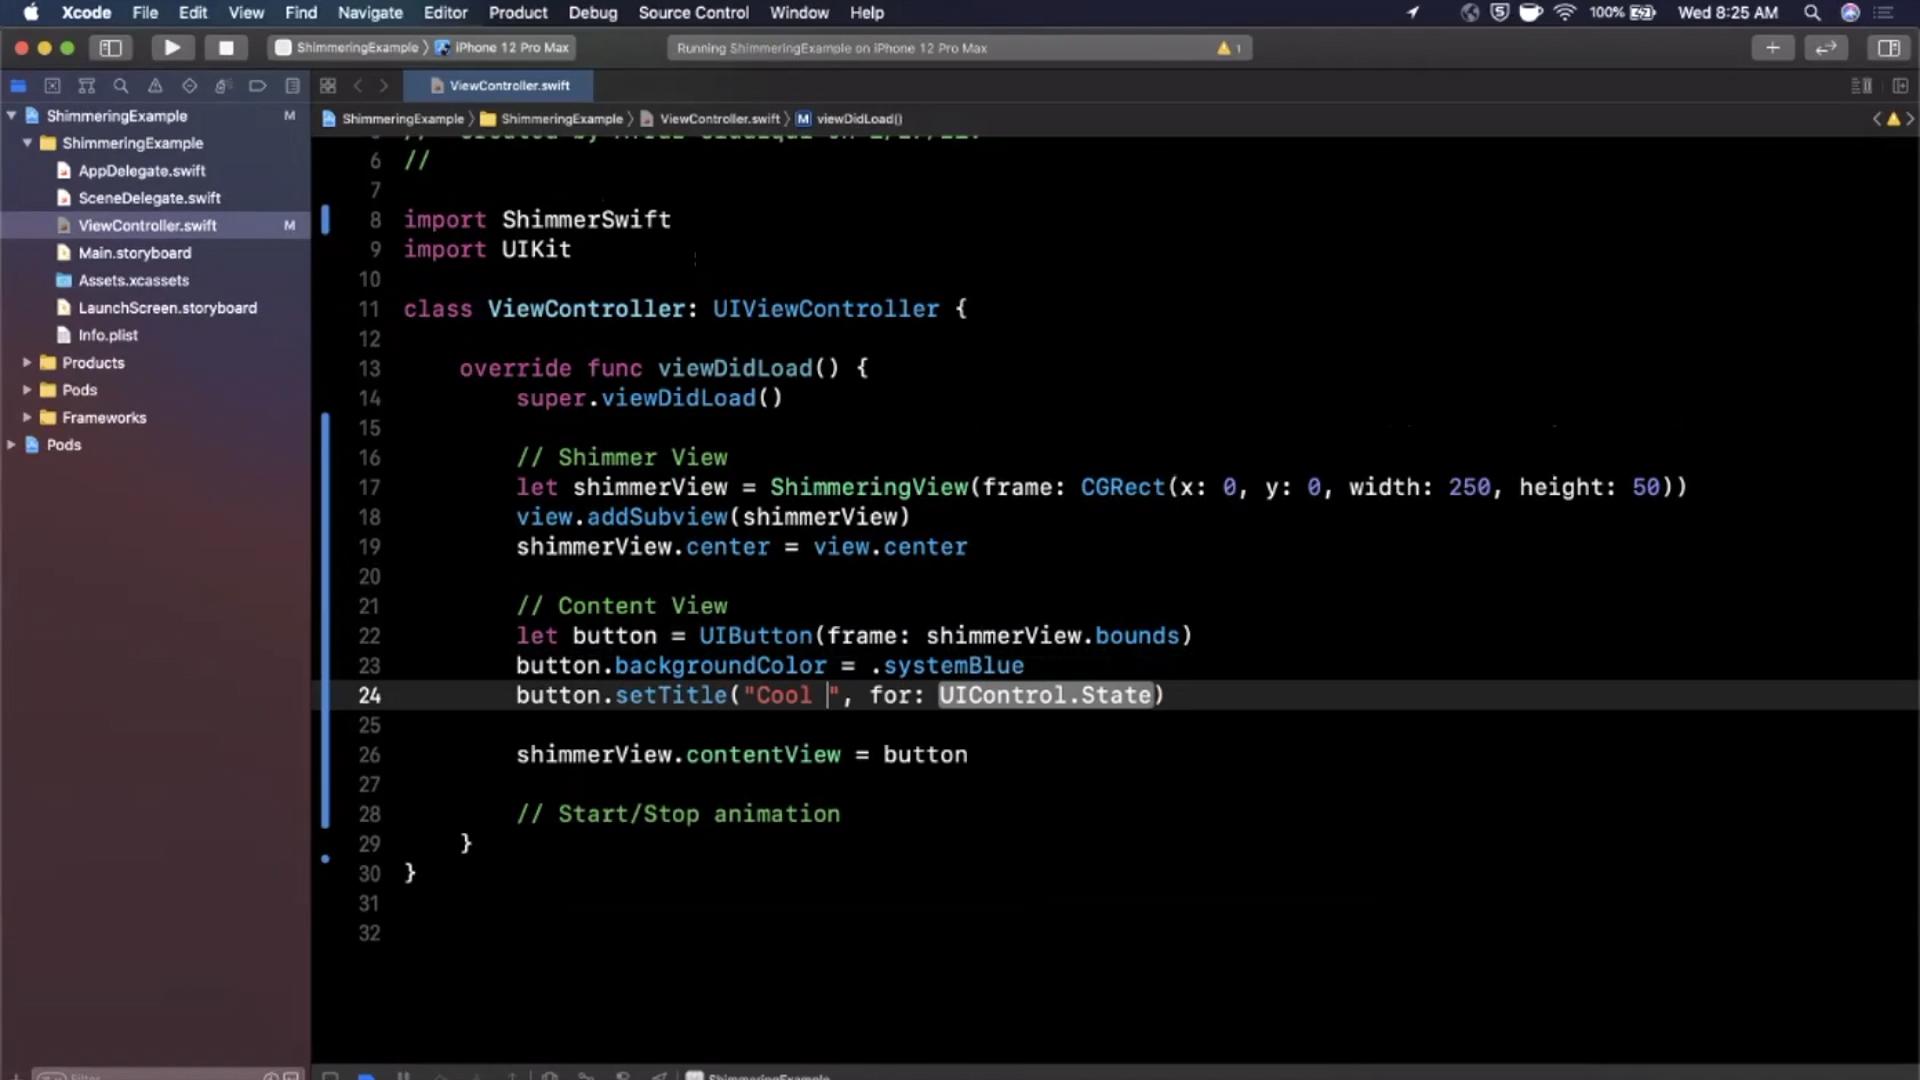 Xcode File Edit View Find Navigate Editor Product Debug Source Control Window Help 100% Wed 8:25 AM
ShimmeringExample 〉 iPhone 12 Pro Max Running ShimmeringExample on iPhone 12 Pro Max 1
ViewController.swift
ShimmeringExample 〉 ShimmeringExample 〉 ViewController.swift 〉 M viewDidLoad()
ShimmeringExample M
ShimmeringExample
AppDelegate.swift
SceneDelegate.swift
ViewController.swift M
Main.storyboard
Assets.xcassets
LaunchScreen.storyboard
Info.plist
Products
Pods
Frameworks
Pods
6 //
7
8 import ShimmerSwift
9 import UIKit
10
11 class ViewController: UIViewController {
12
13 override func viewDidLoad() {
14 super.viewDidLoad()
15
16 // Shimmer View
17 let shimmerView = ShimmeringView(frame: CGRect(x: 0, y: 0, width: 250, height: 50))
18 view.addSubview(shimmerView)
19 shimmerView.center = view.center
20
21 // Content View
22 let button = UIButton(frame: shimmerView.bounds)
23 button.backgroundColor = .systemBlue
24 button.setTitle("Cool ", for: UIControl.State)
25
26 shimmerView.contentView = button
27
28 // Start/Stop animation
29 }
30 }
31
32
Filter
ShimmeringExample